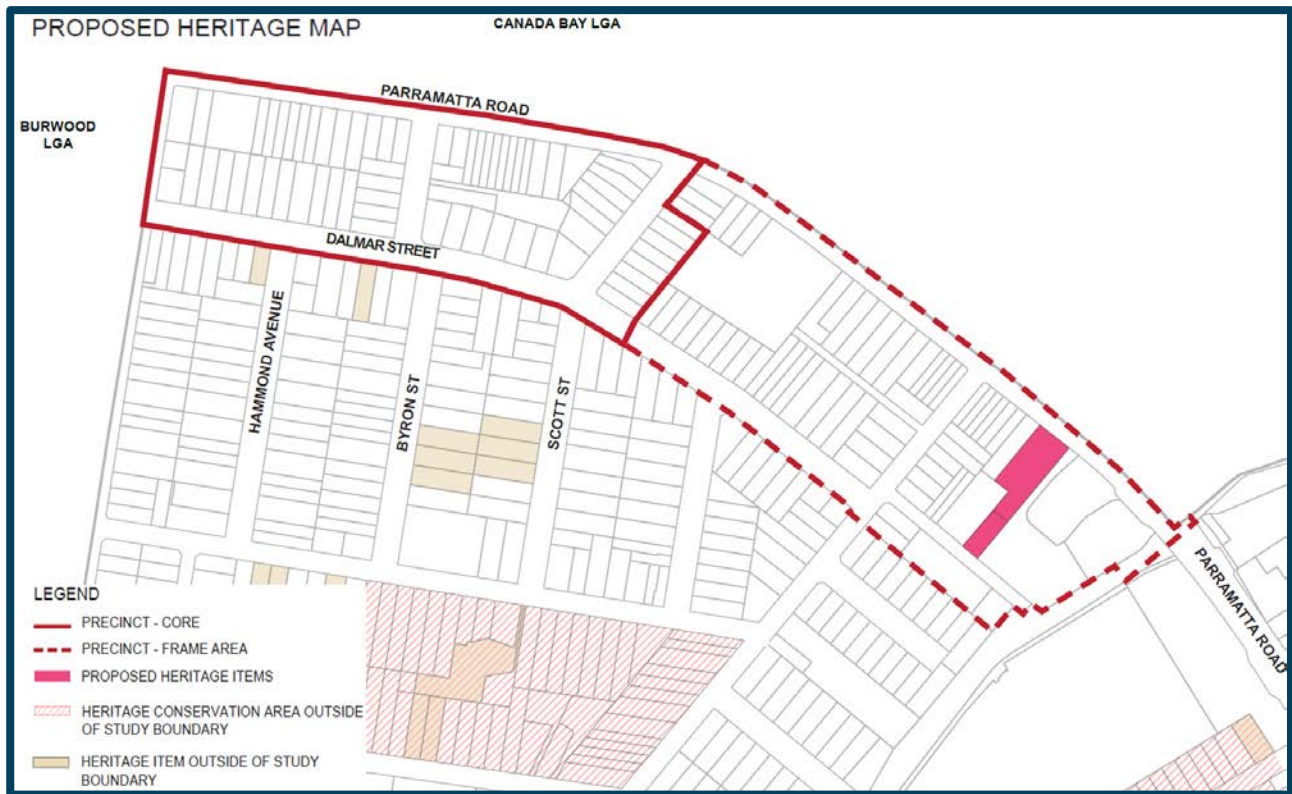 PROPOSED HERITAGE MAP
CANADA BAY LGA
PARRAMATTA ROAD
BURWOOD
LGA
DALMAR STREET
HAMMOND AVENUE
BYRON ST
SCOTT ST
PARRAMATTA ROAD
LEGEND
PRECINCT - CORE
PRECINCT - FRAME AREA
PROPOSED HERITAGE ITEMS
HERITAGE CONSERVATION AREA OUTSIDE
OF STUDY BOUNDARY
HERITAGE ITEM OUTSIDE OF STUDY
BOUNDARY